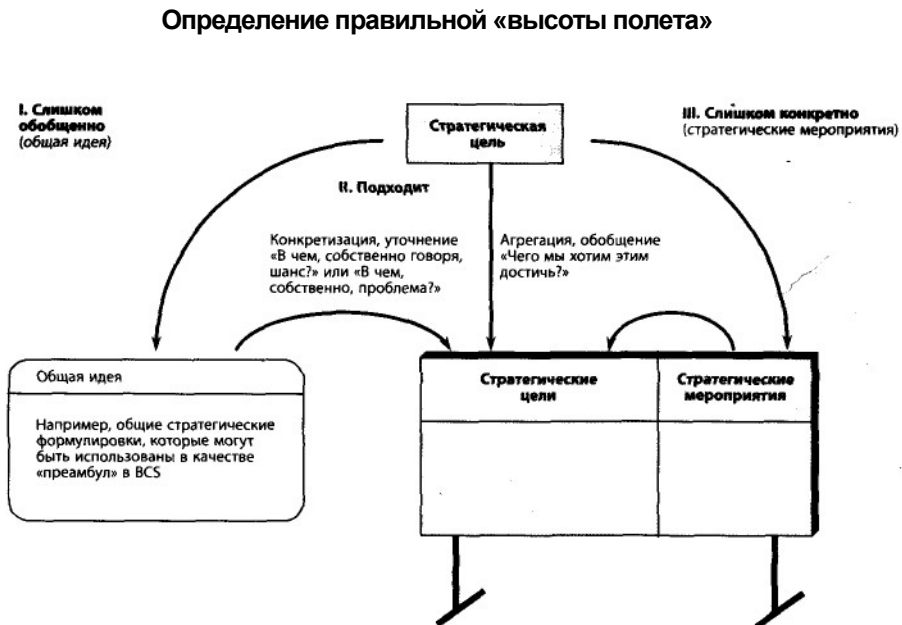 Определение правильной «высоты полета»
I. Слишком
обобщенно
(общая идея)
Стратегическая
цель
III. Слишком конкретно
(стратегические мероприятия)
II. Подходит
Конкретизация, уточнение
«В чем, собственно говоря,
шанс?» или «В чем,
собственно, проблема?»
Агрегация, обобщение
«Чего мы хотим этим
достичь?»
Общая идея
Например, общие стратегические
формулировки, которые могут
быть использованы в качестве
«преамбул» в BCS
Стратегические
цели
Стратегические
мероприятия